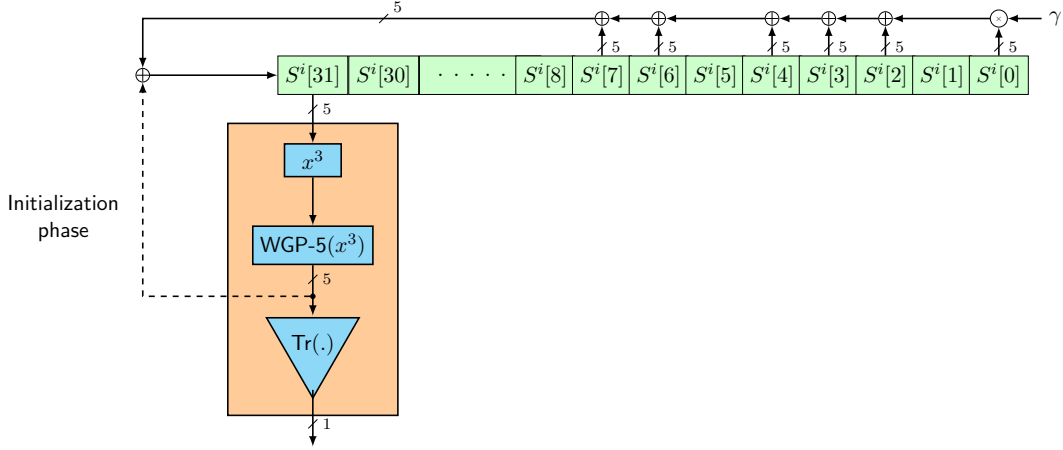 5
γ
5 5 5 5 5 5
S^i[31] S^i[30] · · · · · S^i[8] S^i[7] S^i[6] S^i[5] S^i[4] S^i[3] S^i[2] S^i[1] S^i[0]
5
x^3
Initialization
phase
WGP-5(x^3)
5
Tr(.)
1